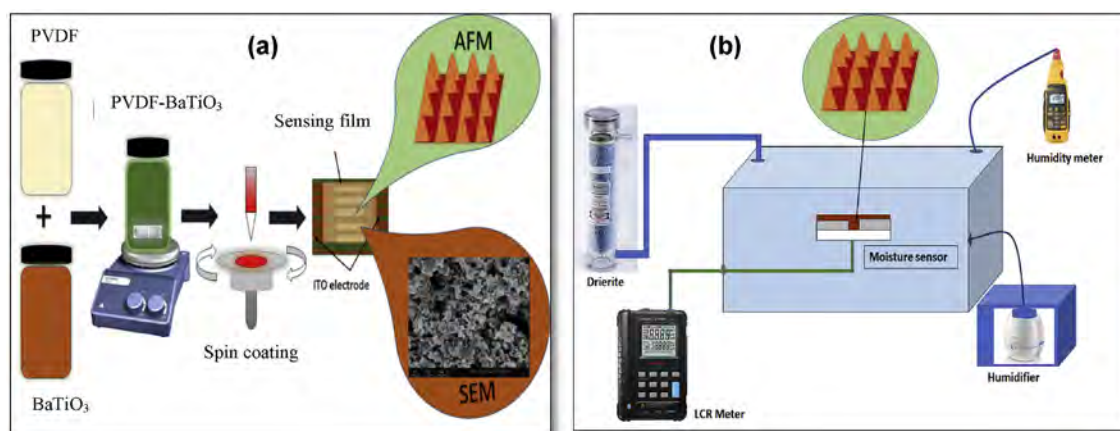 PVDF
(a)
AFM
PVDF-BaTiO₃
Sensing film
+
ITO electrode
Spin coating
SEM
BaTiO₃
(b)
Humidity meter
Moisture sensor
Drierite
Humidifier
LCR Meter